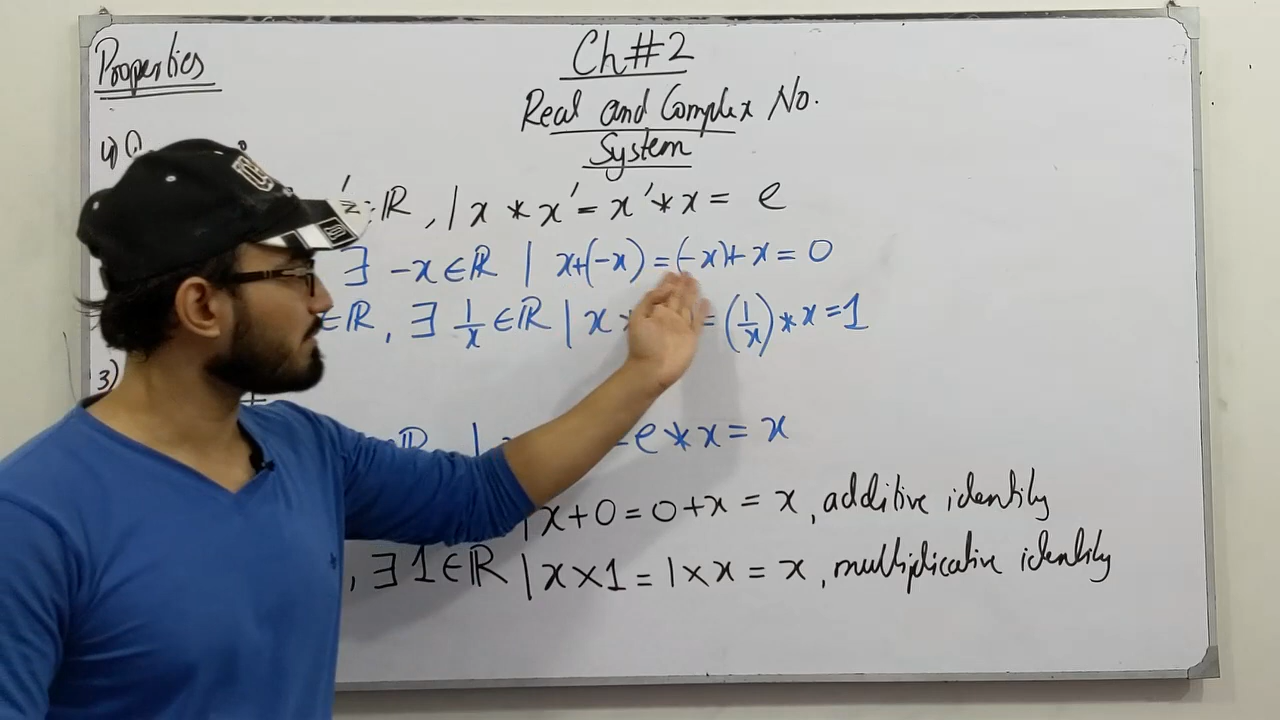 Properties
Ch#2
Real and Complex No.
System
4)
∈ℝ, | x * x' = x' * x = e
∃ -x ∈ ℝ | x+(-x) = (-x)+x = 0
∈ℝ, ∃ 1/x ∈ ℝ | x * = (1/x) * x = 1
3)
ℝ | = e * x = x
| x+0 = 0+x = x, additive identity
, ∃ 1 ∈ ℝ | x×1 = 1×x = x, multiplicative identity